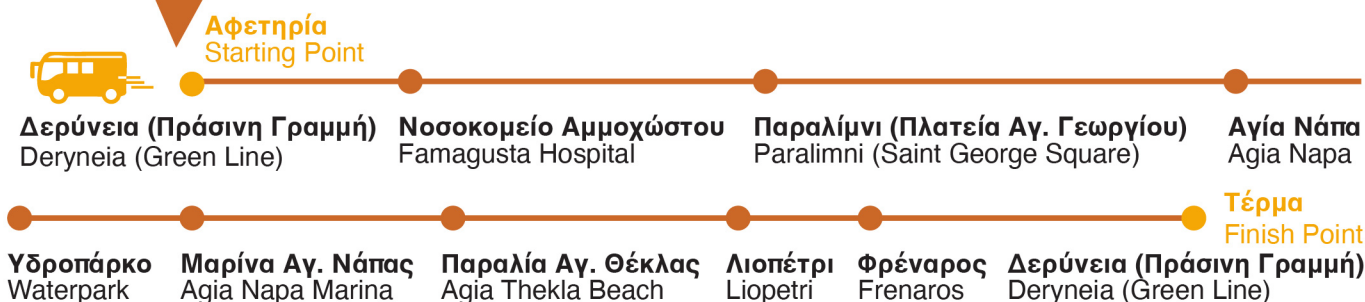 Αφετηρία
Starting Point
Δερύνεια (Πράσινη Γραμμή) Νοσοκομείο Αμμοχώστου Παραλίμνι (Πλατεία Αγ. Γεωργίου) Αγία Νάπα
Deryneia (Green Line) Famagusta Hospital Paralimni (Saint George Square) Agia Napa
Τέρμα
Finish Point
Υδροπάρκο Μαρίνα Αγ. Νάπας Παραλία Αγ. Θέκλας Λιοπέτρι Φρέναρος Δερύνεια (Πράσινη Γραμμή)
Waterpark Agia Napa Marina Agia Thekla Beach Liopetri Frenaros Deryneia (Green Line)